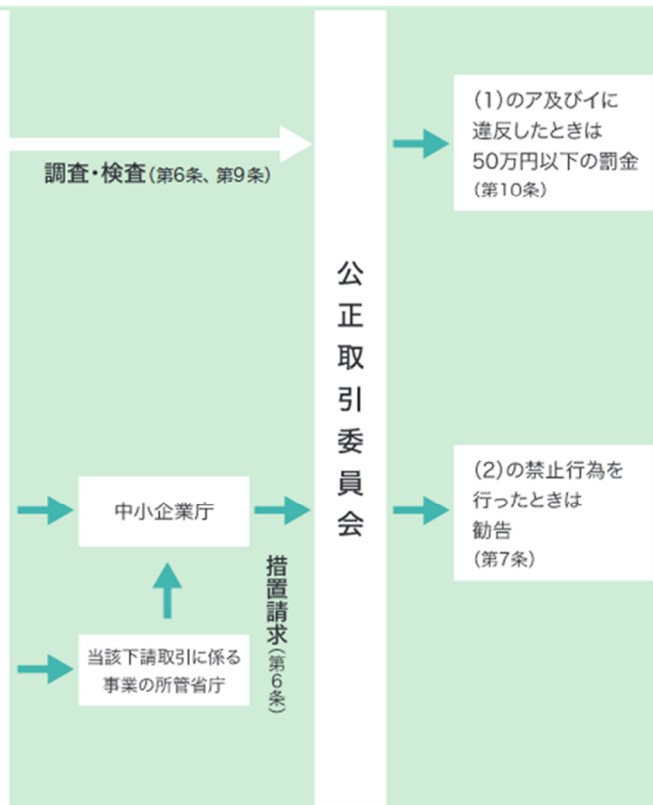 (1)のア及びイに
違反したときは
50万円以下の罰金
(第10条)
調査・検査(第6条、第9条)
公正取引委員会
(2)の禁止行為を
行ったときは
勧告
(第7条)
中小企業庁
措置請求(第6条)
当該下請取引に係る
事業の所管省庁